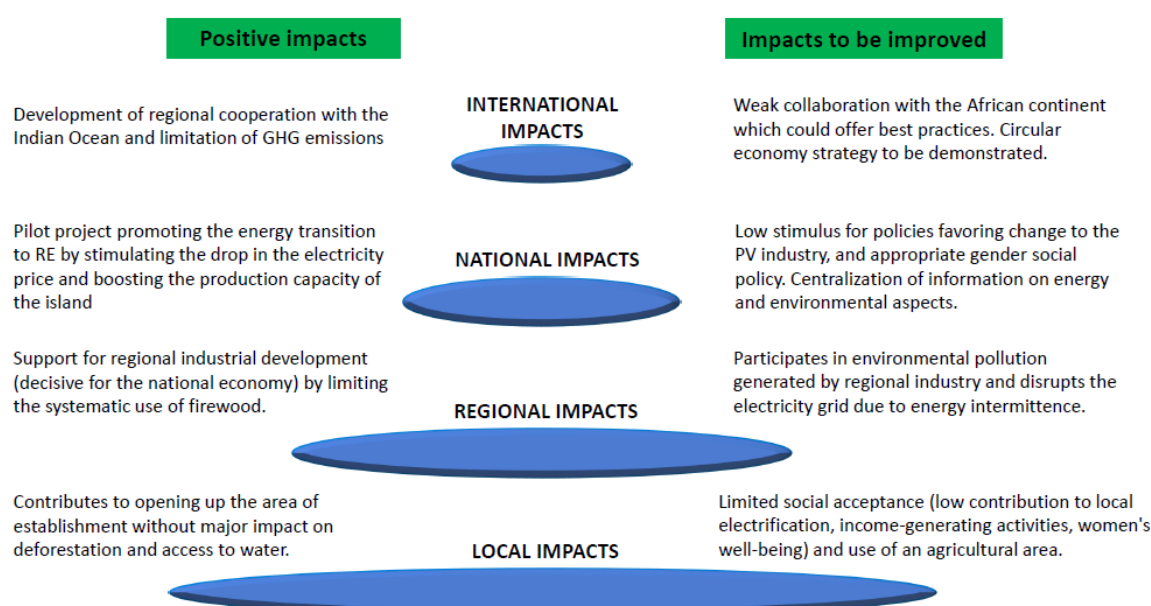 Positive impacts
Impacts to be improved
Development of regional cooperation with the
Indian Ocean and limitation of GHG emissions
INTERNATIONAL
IMPACTS
Weak collaboration with the African continent
which could offer best practices. Circular
economy strategy to be demonstrated.
Pilot project promoting the energy transition
to RE by stimulating the drop in the electricity
price and boosting the production capacity of
the island
NATIONAL IMPACTS
Low stimulus for policies favoring change to the
PV industry, and appropriate gender social
policy. Centralization of information on energy
and environmental aspects.
Support for regional industrial development
(decisive for the national economy) by limiting
the systematic use of firewood.
REGIONAL IMPACTS
Participates in environmental pollution
generated by regional industry and disrupts the
electricity grid due to energy intermittence.
Contributes to opening up the area of
establishment without major impact on
deforestation and access to water.
LOCAL IMPACTS
Limited social acceptance (low contribution to local
electrification, income-generating activities, women's
well-being) and use of an agricultural area.